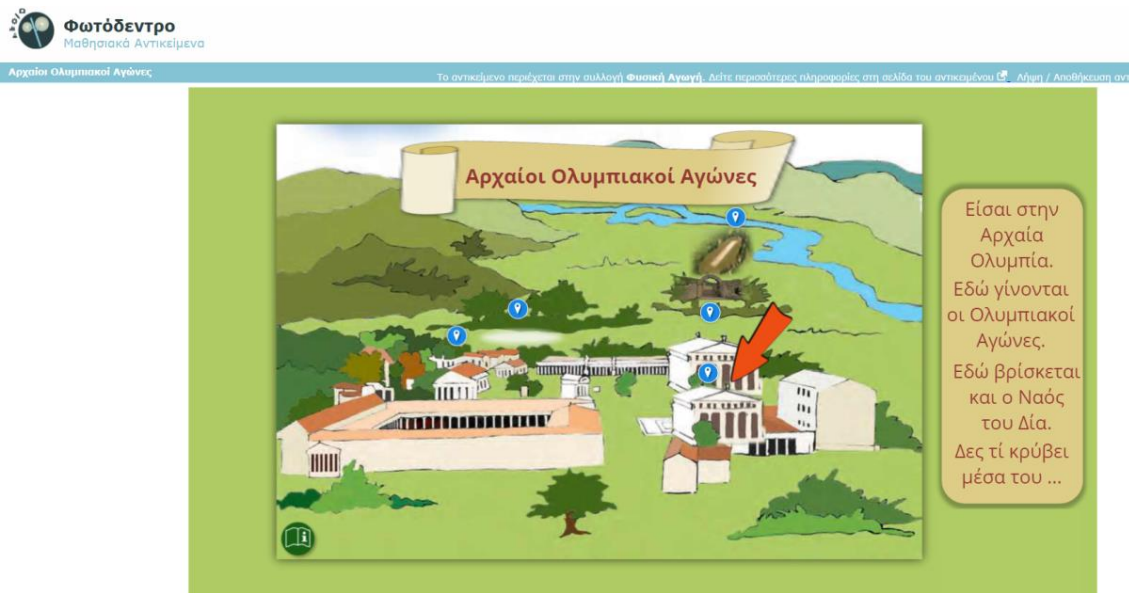 Φωτόδεντρο
Μαθησιακά Αντικείμενα
Αρχαίοι Ολυμπιακοί Αγώνες
Το αντικείμενο περιέχεται στην συλλογή Φυσική Αγωγή. Δείτε περισσότερες πληροφορίες στη σελίδα του αντικειμένου
Λήψη / Αποθήκευση αντ
Αρχαίοι Ολυμπιακοί Αγώνες
Είσαι στην
Αρχαία
Ολυμπία.
Εδώ γίνονται
οι Ολυμπιακοί
Αγώνες.
Εδώ βρίσκεται
και ο Ναός
του Δία.
Δες τί κρύβει
μέσα του ...